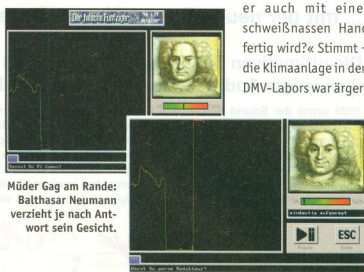 Der falsche Fuffziger
er auch mit eine
schweißnassen Hand
fertig wird?« Stimmt –
die Klimaanlage in der
DMV-Labors war ärger
Müder Gag am Rande:
Balthasar Neumann
verzieht je nach Ant-
wort sein Gesicht.
eindeutig aufgeregt
ESC